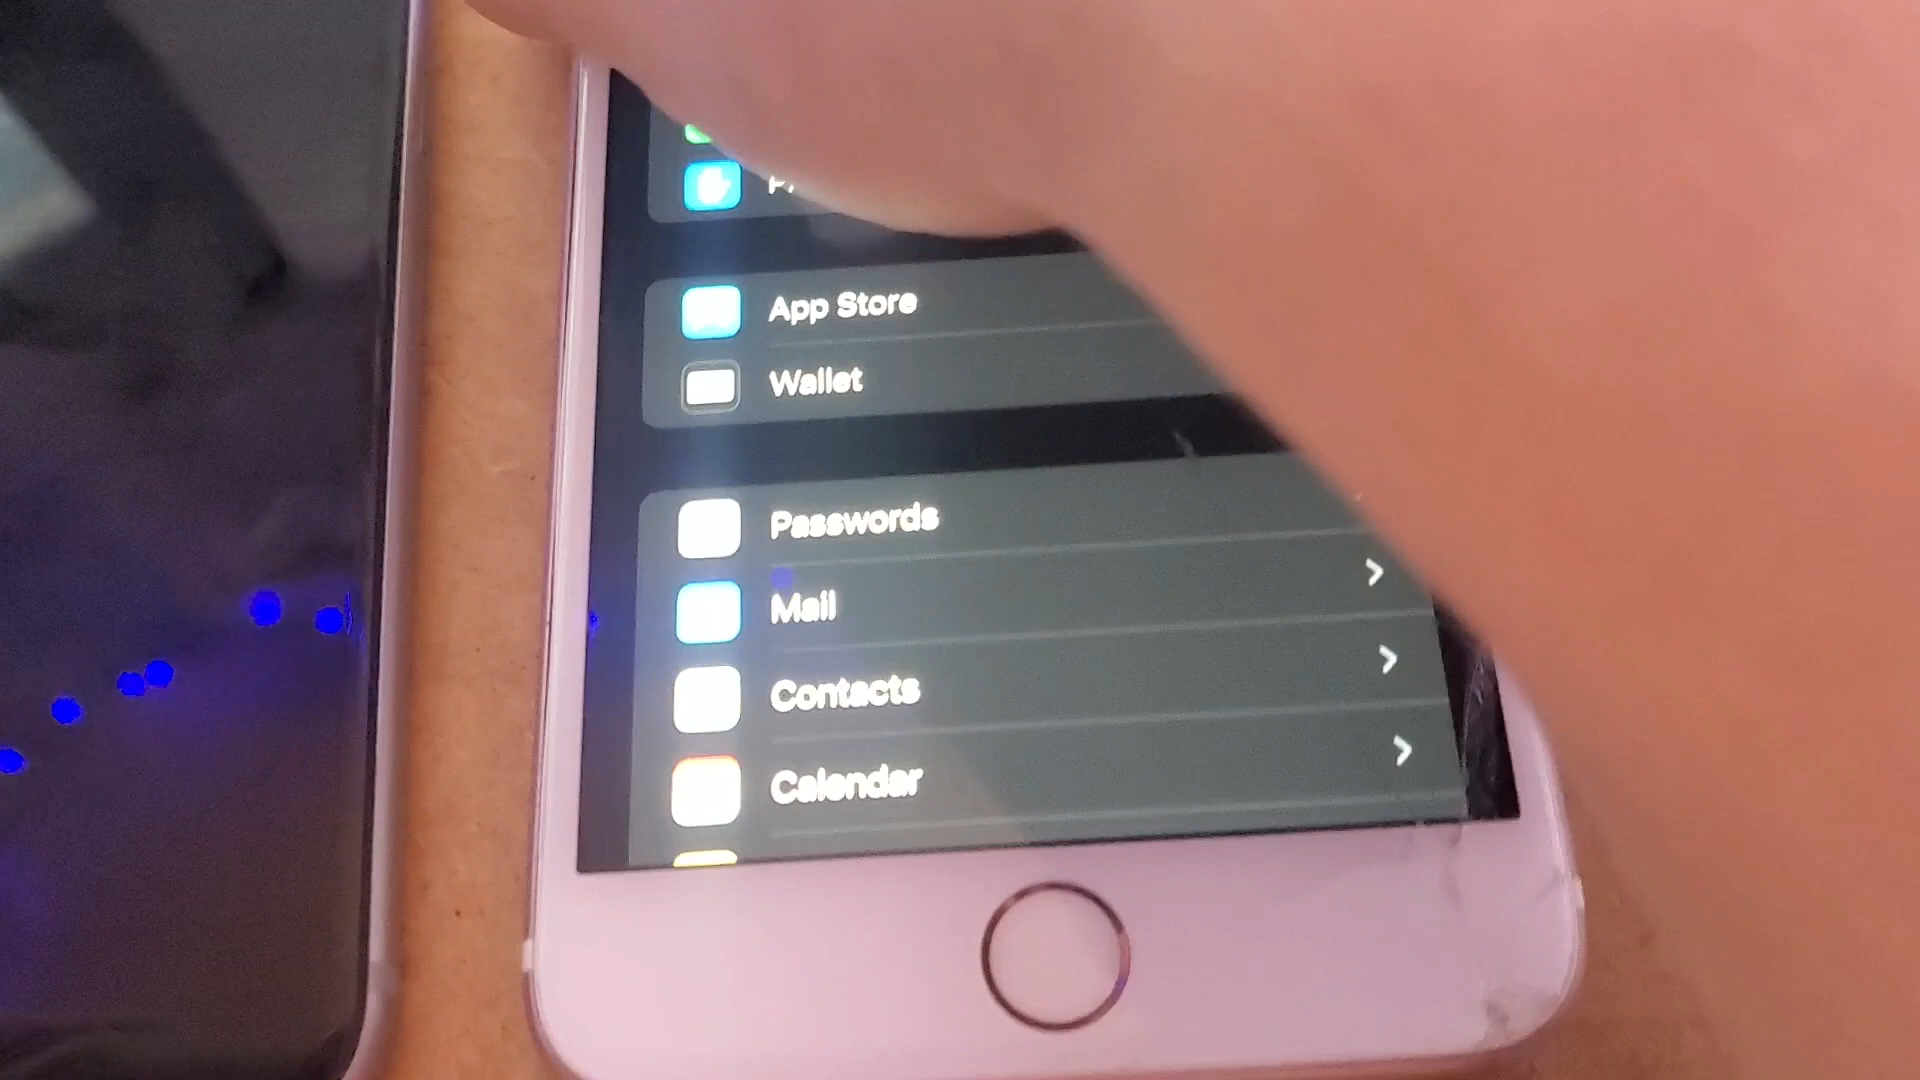 App Store
Wallet
Passwords
Mail
Contacts
Calendar